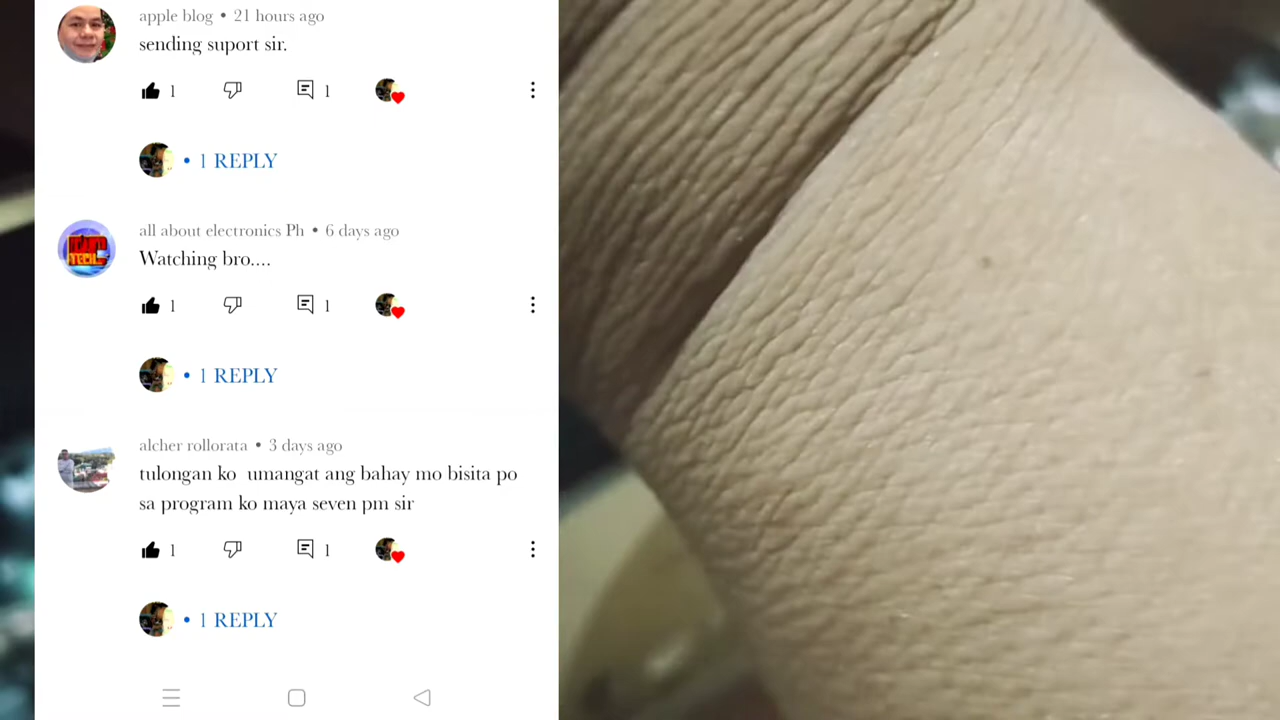 apple blog • 21 hours ago
sending suport sir.
1
1
• 1 REPLY
all about electronics Ph • 6 days ago
Watching bro....
1
1
• 1 REPLY
alcher rollorata • 3 days ago
tulongan ko umangat ang bahay mo bisita po
sa program ko maya seven pm sir
1
1
• 1 REPLY